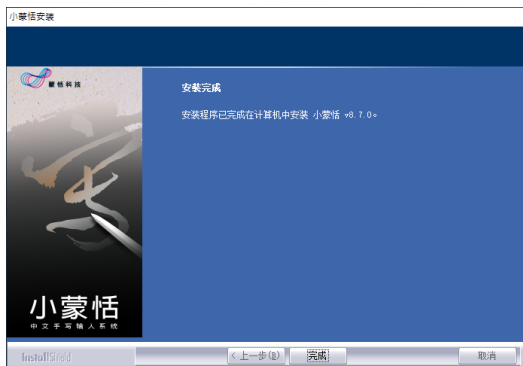 小蒙恬安装
蒙恬科技
安装完成
安装程序已完成在计算机中安装 小蒙恬 v8.7.0。
小蒙恬
中文手写输入系统
InstallShield
< 上一步(B)
完成
取消